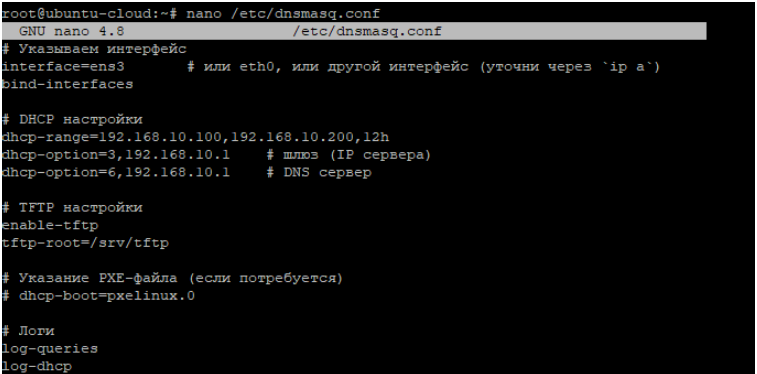 root@ubuntu-cloud:~# nano /etc/dnsmasq.conf
GNU nano 4.8 /etc/dnsmasq.conf
# Указываем интерфейс
interface=ens3 # или eth0, или другой интерфейс (уточни через `ip a`)
bind-interfaces
# DHCP настройки
dhcp-range=192.168.10.100,192.168.10.200,12h
dhcp-option=3,192.168.10.1 # шлюз (IP сервера)
dhcp-option=6,192.168.10.1 # DNS сервер
# TFTP настройки
enable-tftp
tftp-root=/srv/tftp
# Указание PXE-файла (если потребуется)
# dhcp-boot=pxelinux.0
# Логи
log-queries
log-dhcp